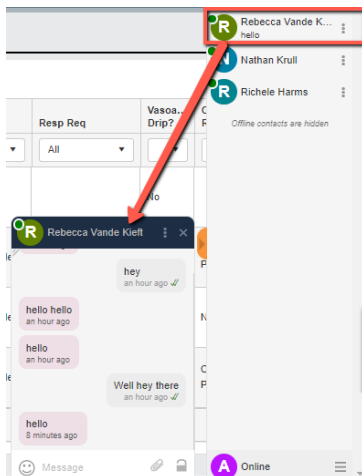 R
Rebecca Vande K...
hello
N
Nathan Krull
R
Richele Harms
Offline contacts are hidden
Resp Req
Vasoa...
Drip?
All
No
R
Rebecca Vande Kieft
hey
an hour ago
hello hello
an hour ago
hello
an hour ago
Well hey there
an hour ago
hello
8 minutes ago
Message
A
Online